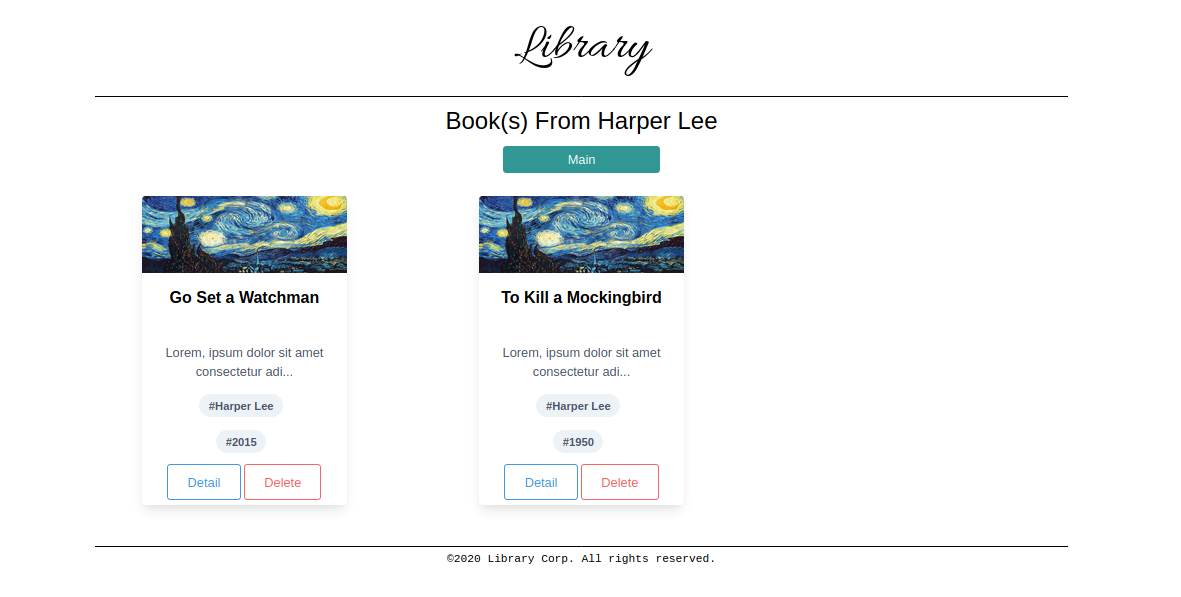 Library
Book(s) From Harper Lee
Main
Go Set a Watchman
Lorem, ipsum dolor sit amet
consectetur adi...
#Harper Lee
#2015
Detail
Delete
To Kill a Mockingbird
Lorem, ipsum dolor sit amet
consectetur adi...
#Harper Lee
#1950
Detail
Delete
©2020 Library Corp. All rights reserved.